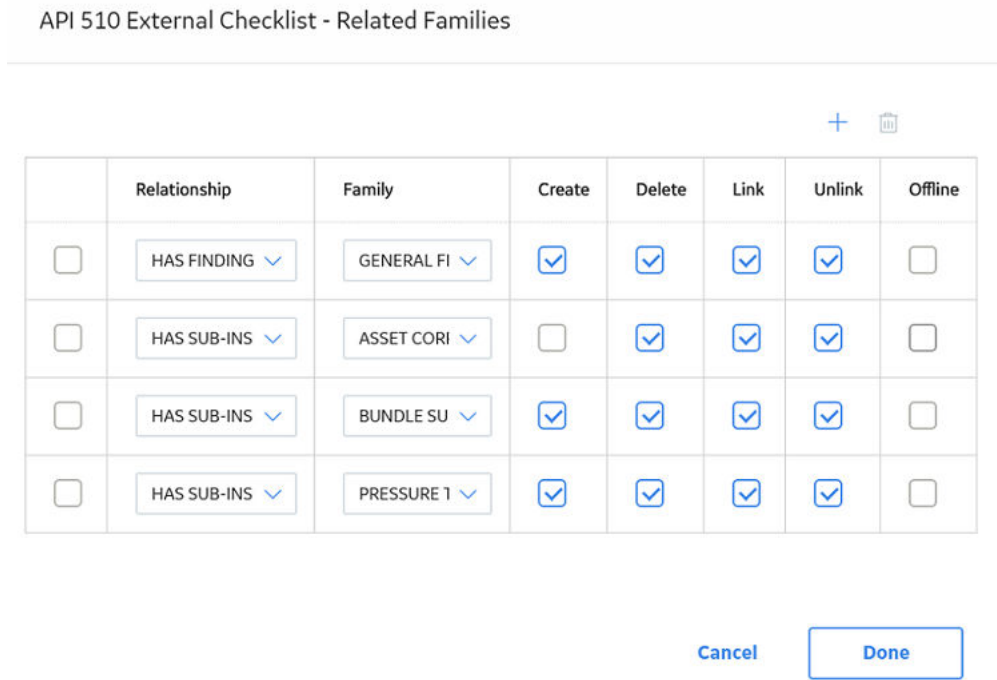 API 510 External Checklist - Related Families
Relationship Family Create Delete Link Unlink Offline
HAS FINDING GENERAL FI
HAS SUB-INS ASSET CORI
HAS SUB-INS BUNDLE SU
HAS SUB-INS PRESSURE T
Cancel Done